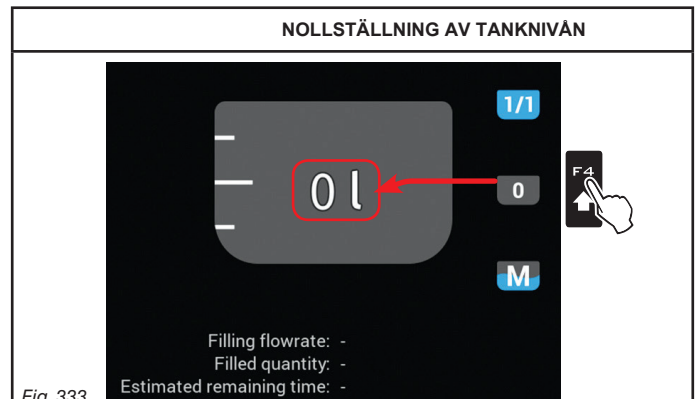 NOLLSTÄLLNING AV TANKNIVÅN
1/1
0 l
0
F4
M
Filling flowrate: -
Filled quantity: -
Estimated remaining time: -
Fig. 333